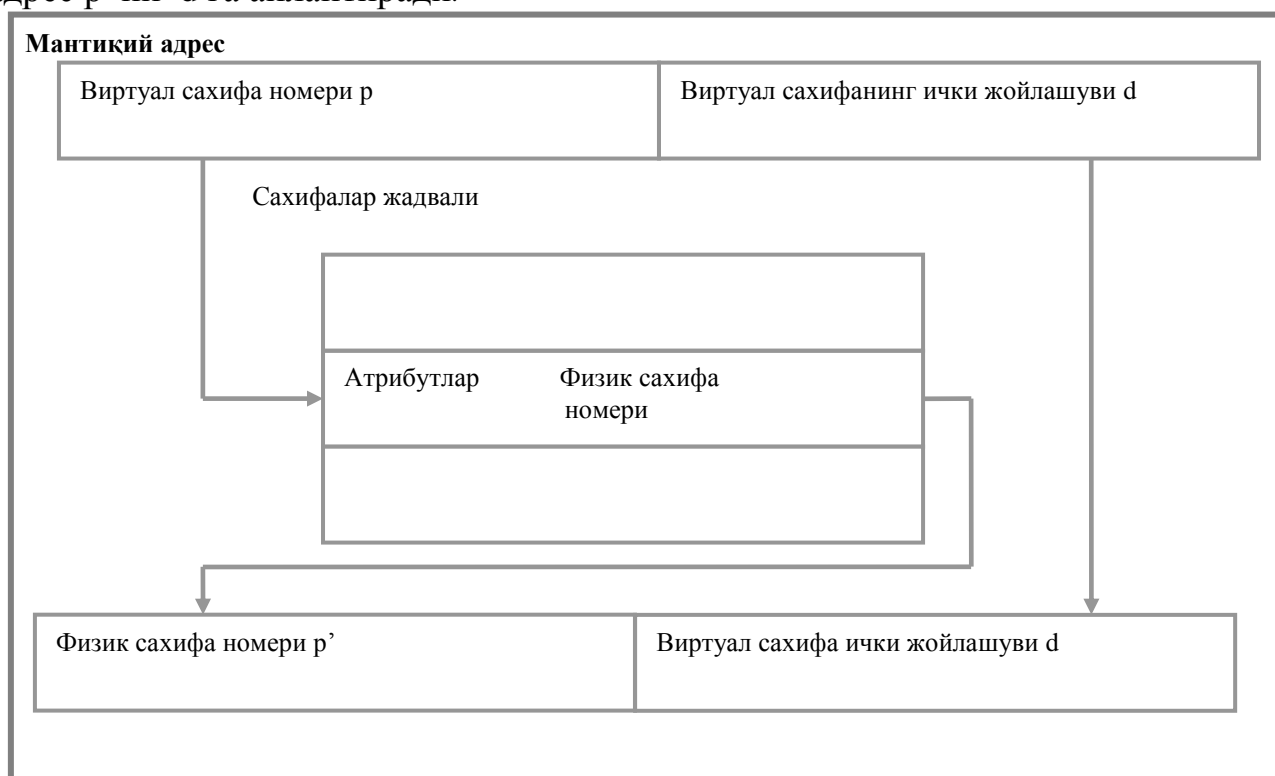 Мантиқий адрес
Виртуал сахифа номери р
Виртуал сахифанинг ички жойлашуви d
Сахифалар жадвали
Атрибутлар Физик сахифа
номери
Физик сахифа номери р’
Виртуал сахифа ички жойлашуви d